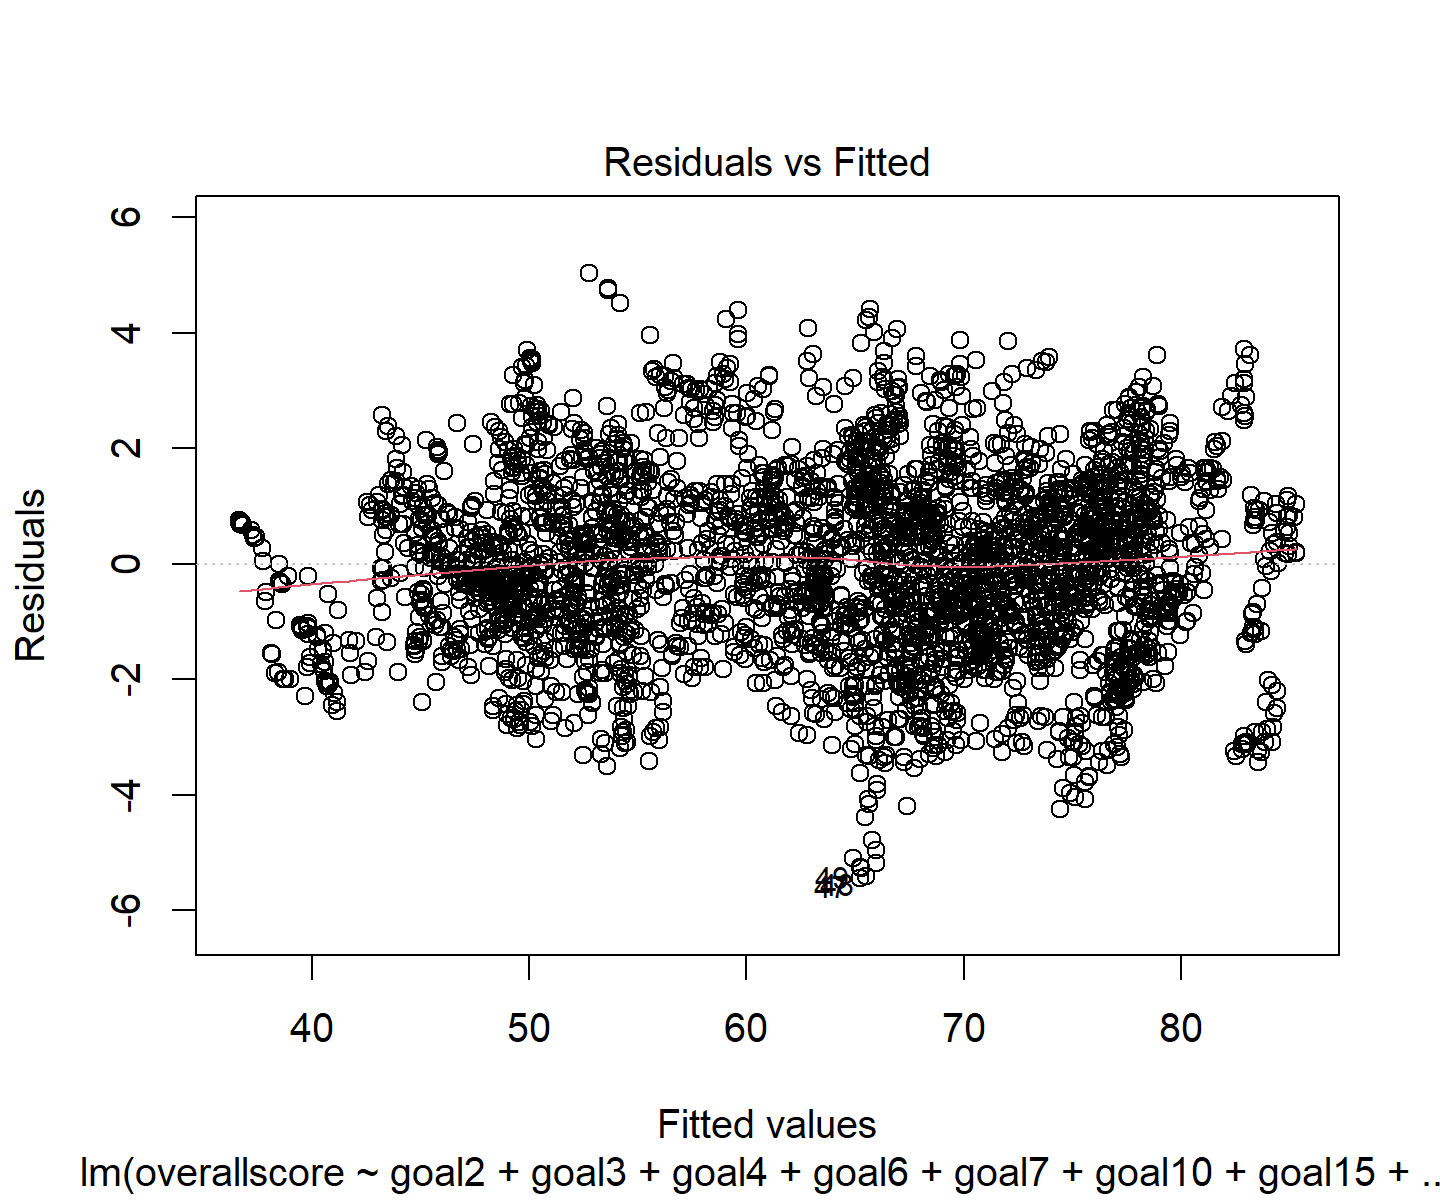 Residuals vs Fitted
Residuals
6
4
2
0
-2
-4
-6
40 50 60 70 80
Fitted values
lm(overallscore ~ goal2 + goal3 + goal4 + goal6 + goal7 + goal10 + goal15 + ..